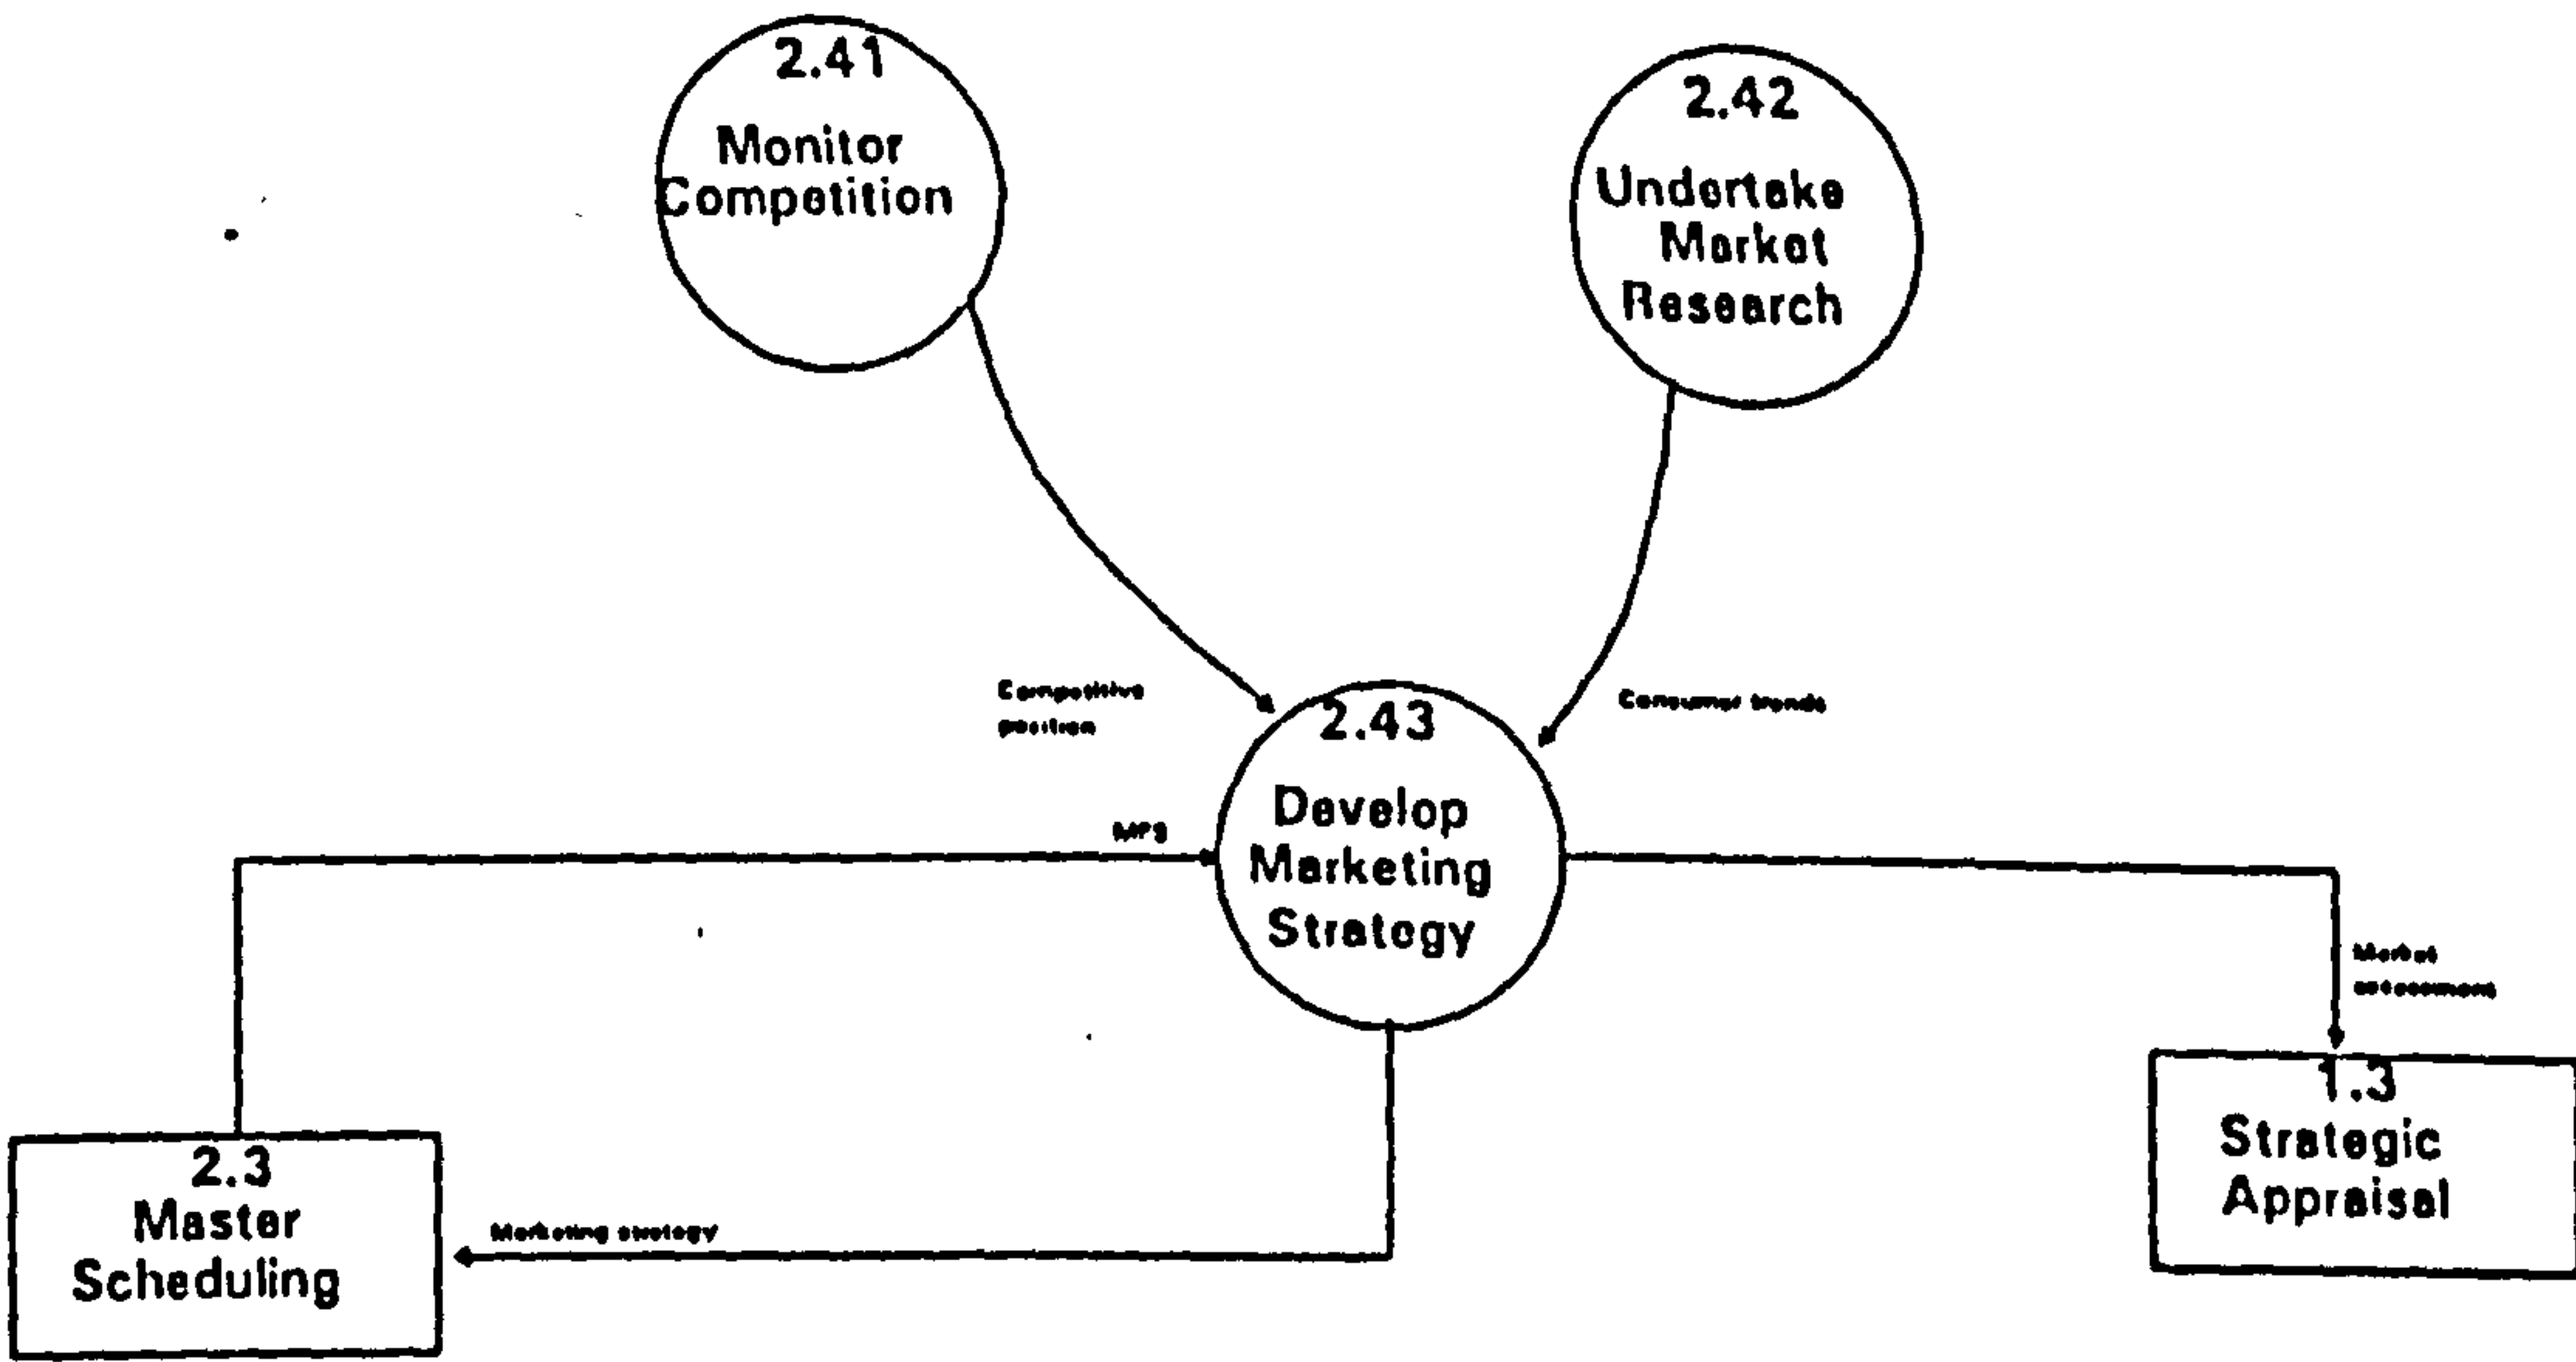 2.41
Monitor
Competition
2.42
Undertake
Market
Research
Competitive
position
Consumer trends
2.43
Develop
Marketing
Strategy
MPS
Market
assessment
1.3
Strategic
Appraisal
2.3
Master
Scheduling
Marketing strategy